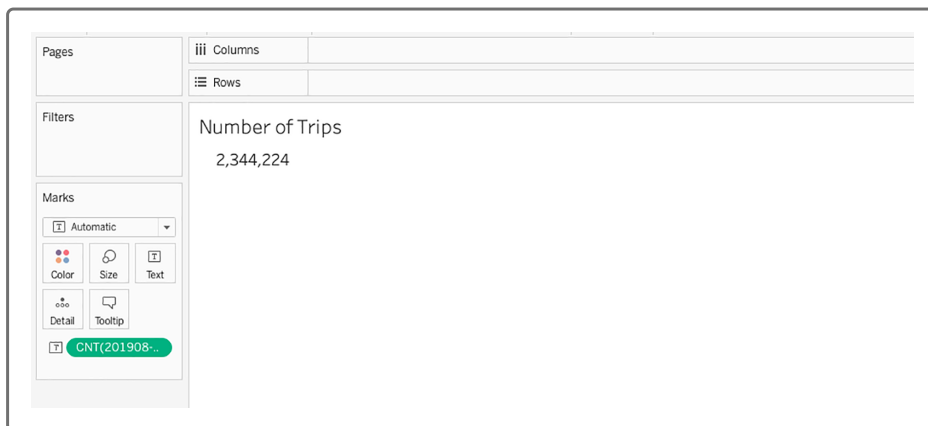 Pages
Columns
Rows
Filters
Number of Trips
2,344,224
Marks
T Automatic
Color Size T Text
Detail Tooltip
T CNT(201908-..